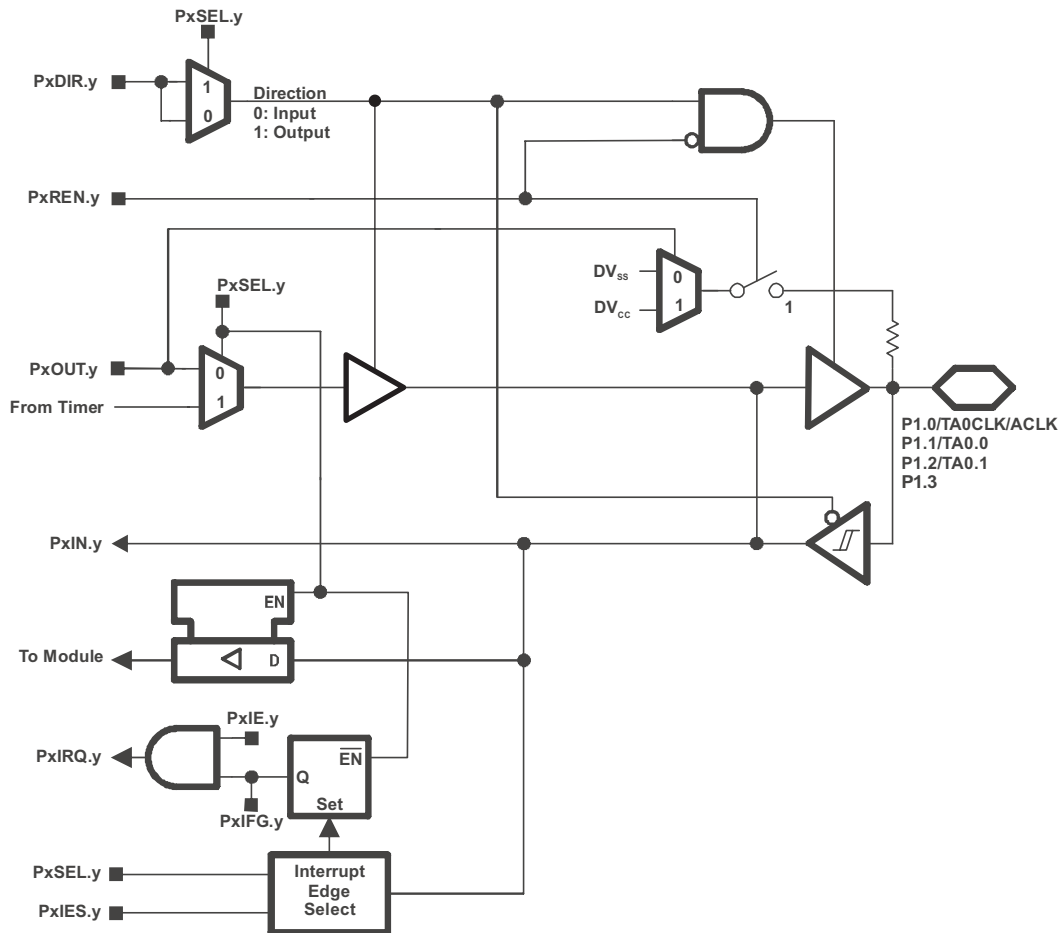 PxSEL.y
PxDIR.y
1
0
Direction
0: Input
1: Output
PxREN.y
DVSS
DVCC
0
1
1
PxSEL.y
PxOUT.y
0
1
From Timer
P1.0/TA0CLK/ACLK
P1.1/TA0.0
P1.2/TA0.1
P1.3
PxIN.y
EN
To Module
D
PxIE.y
PxIRQ.y
EN
Q
Set
PxIFG.y
PxSEL.y
PxIES.y
Interrupt
Edge
Select